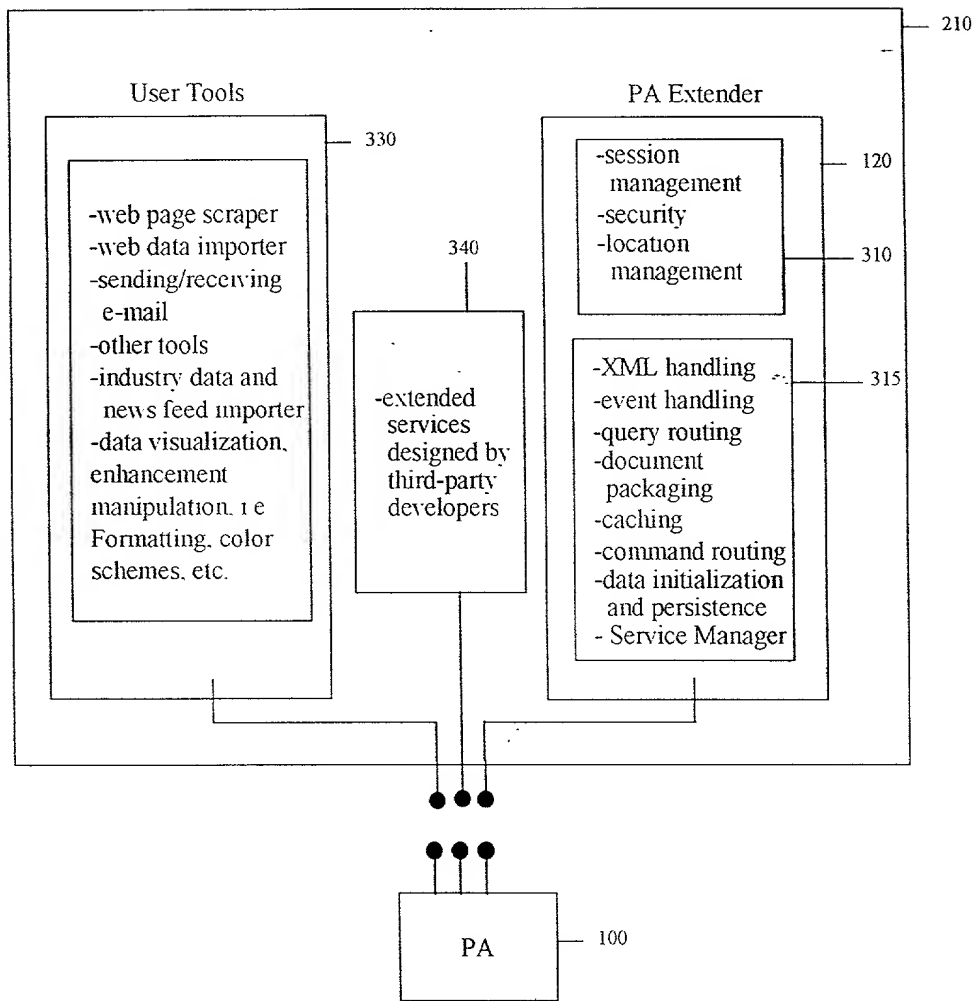 210
User Tools
330
-web page scraper
-web data importer
-sending/receiving
e-mail
-other tools
-industry data and
news feed importer
-data visualization,
enhancement
manipulation, i e
Formatting, color
schemes, etc.
340
-extended
services
designed by
third-party
developers
PA Extender
120
-session
management
-security
-location
management
310
-XML handling
315
-event handling
-query routing
-document
packaging
-caching
-command routing
-data initialization
and persistence
- Service Manager
PA
100